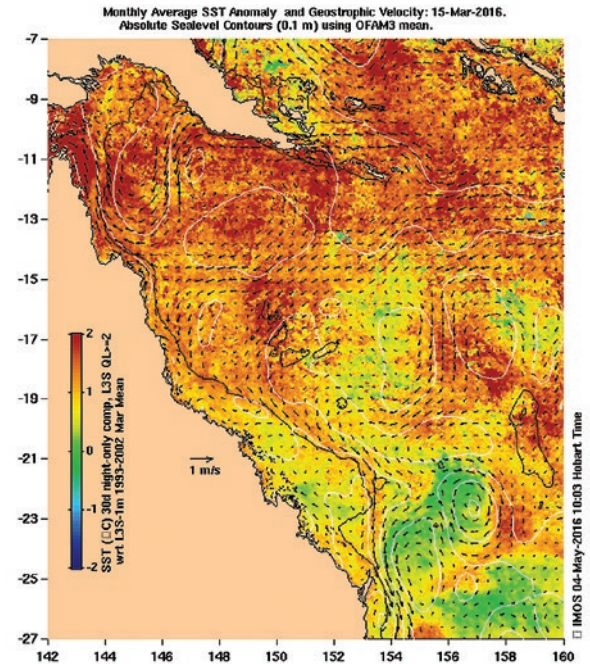 Monthly Average SST Anomaly and Geostrophic Velocity: 15-Mar-2016.
Absolute Sealevel Contours (0.1 m) using OFAM3 mean.
-7
-9
-11
-13
-15
-17
-19
-21
-23
-25
-27
2
1
0
-1
-2
SST (□C) 30d night-only comp, L3S QL>=2
wrt. L3S-1m 1993-2002 Mar Mean
1 m/s
142 144 146 148 150 152 154 156 158 160
□ IMOS 04-May-2016 10:03 Hobart Time